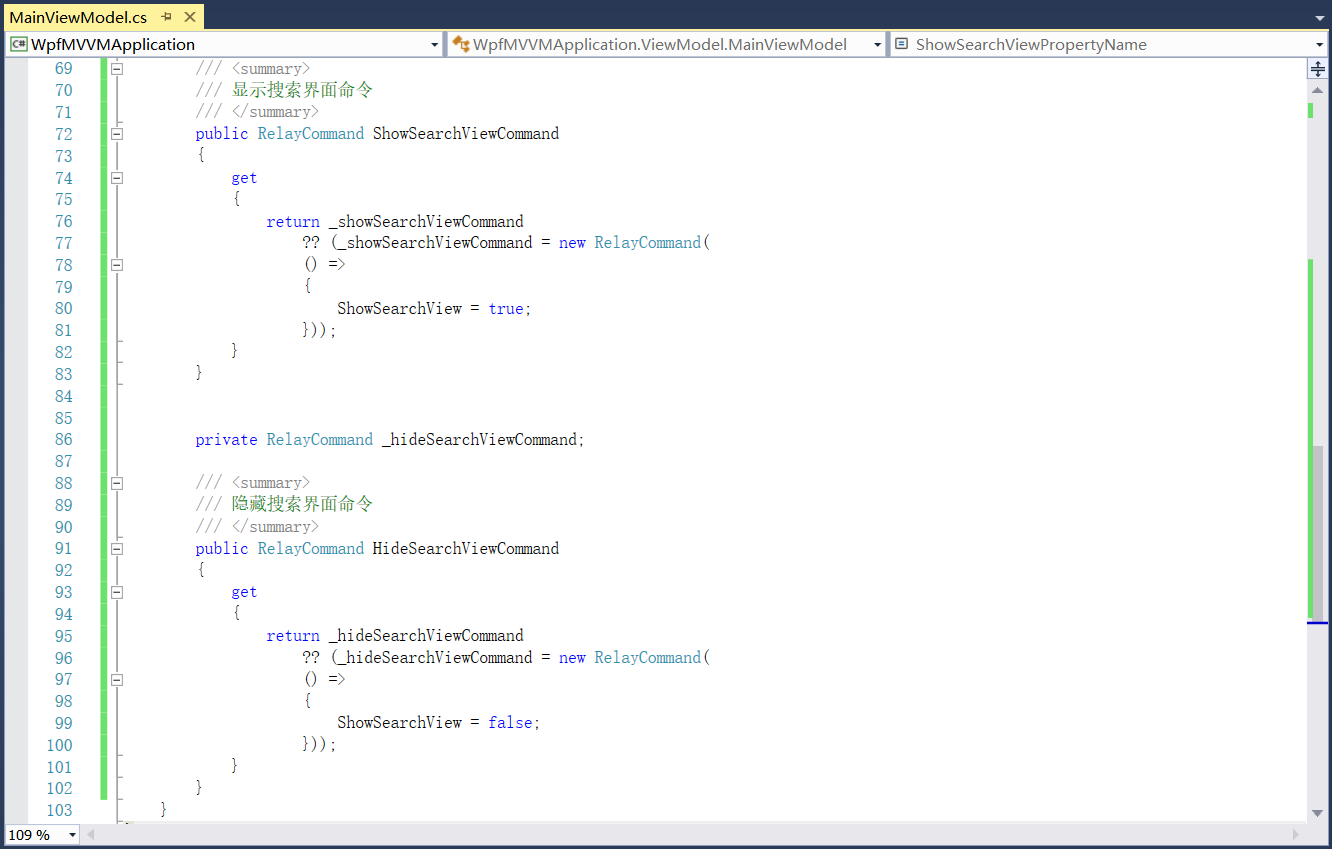 MainViewModel.cs
WpfMVVMApplication
WpfMVVMApplication.ViewModel.MainViewModel
ShowSearchViewPropertyName
69 /// <summary>
70 /// 显示搜索界面命令
71 /// </summary>
72 public RelayCommand ShowSearchViewCommand
73 {
74 get
75 {
76 return _showSearchViewCommand
77 ?? (_showSearchViewCommand = new RelayCommand(
78 () =>
79 {
80 ShowSearchView = true;
81 }));
82 }
83 }
84
85
86 private RelayCommand _hideSearchViewCommand;
87
88 /// <summary>
89 /// 隐藏搜索界面命令
90 /// </summary>
91 public RelayCommand HideSearchViewCommand
92 {
93 get
94 {
95 return _hideSearchViewCommand
96 ?? (_hideSearchViewCommand = new RelayCommand(
97 () =>
98 {
99 ShowSearchView = false;
100 }));
101 }
102 }
103 }
109 %